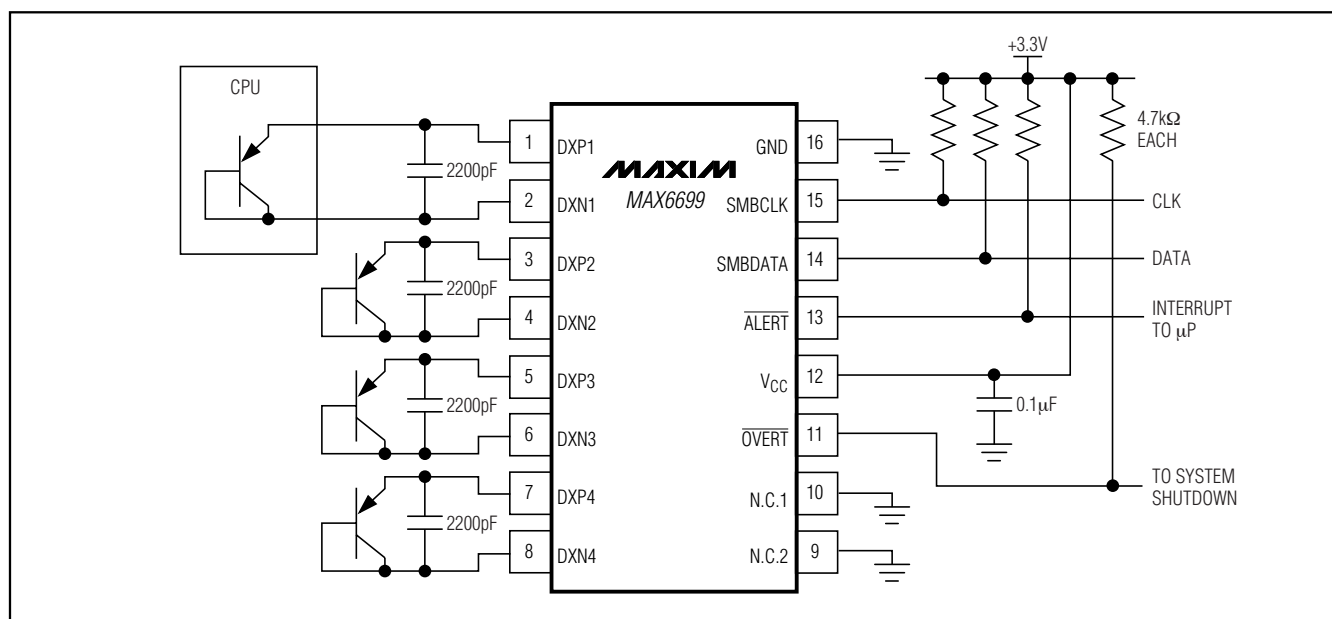 +3.3V
CPU
4.7kΩ
EACH
1 DXP1
GND 16
2200pF
MAXIM
MAX6699
2 DXN1
SMBCLK 15
CLK
3 DXP2
SMBDATA 14
DATA
2200pF
4 DXN2
ALERT 13
INTERRUPT
TO μP
5 DXP3
VCC 12
2200pF
0.1μF
6 DXN3
OVERT 11
7 DXP4
N.C.1 10
TO SYSTEM
SHUTDOWN
2200pF
8 DXN4
N.C.2 9